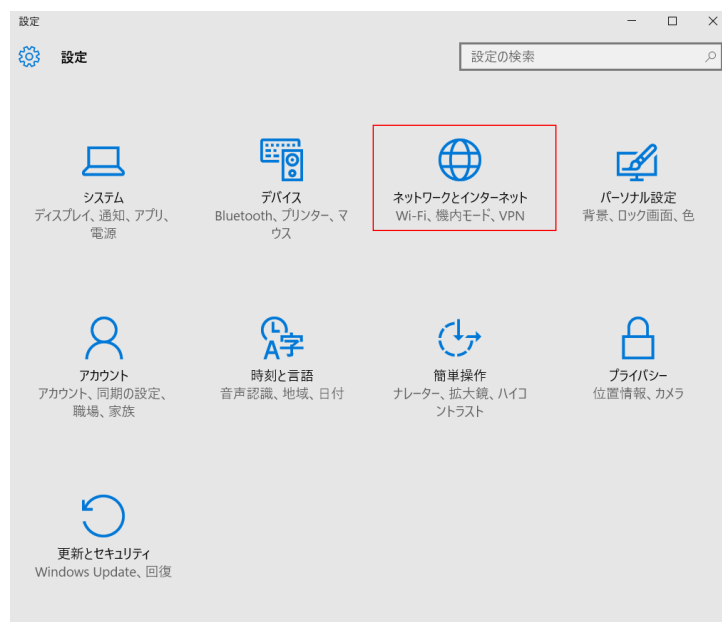 設定
設定
設定の検索
システム
ディスプレイ、通知、アプリ、
電源
デバイス
Bluetooth、プリンター、マ
ウス
ネットワークとインターネット
Wi-Fi、機内モード、VPN
パーソナル設定
背景、ロック画面、色
アカウント
アカウント、同期の設定、
職場、家族
時刻と言語
音声認識、地域、日付
簡単操作
ナレーター、拡大鏡、ハイコ
ントラスト
プライバシー
位置情報、カメラ
更新とセキュリティ
Windows Update、回復